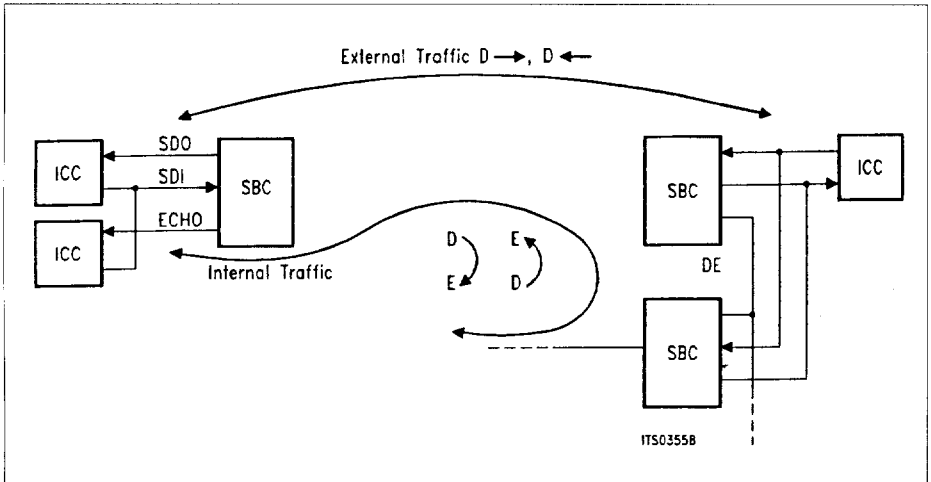 External Traffic D →, D ←
SDO
ICC
SDI
SBC
ECHO
ICC
Internal Traffic
D E
E D
SBC
ICC
DE
SBC
ITS03558